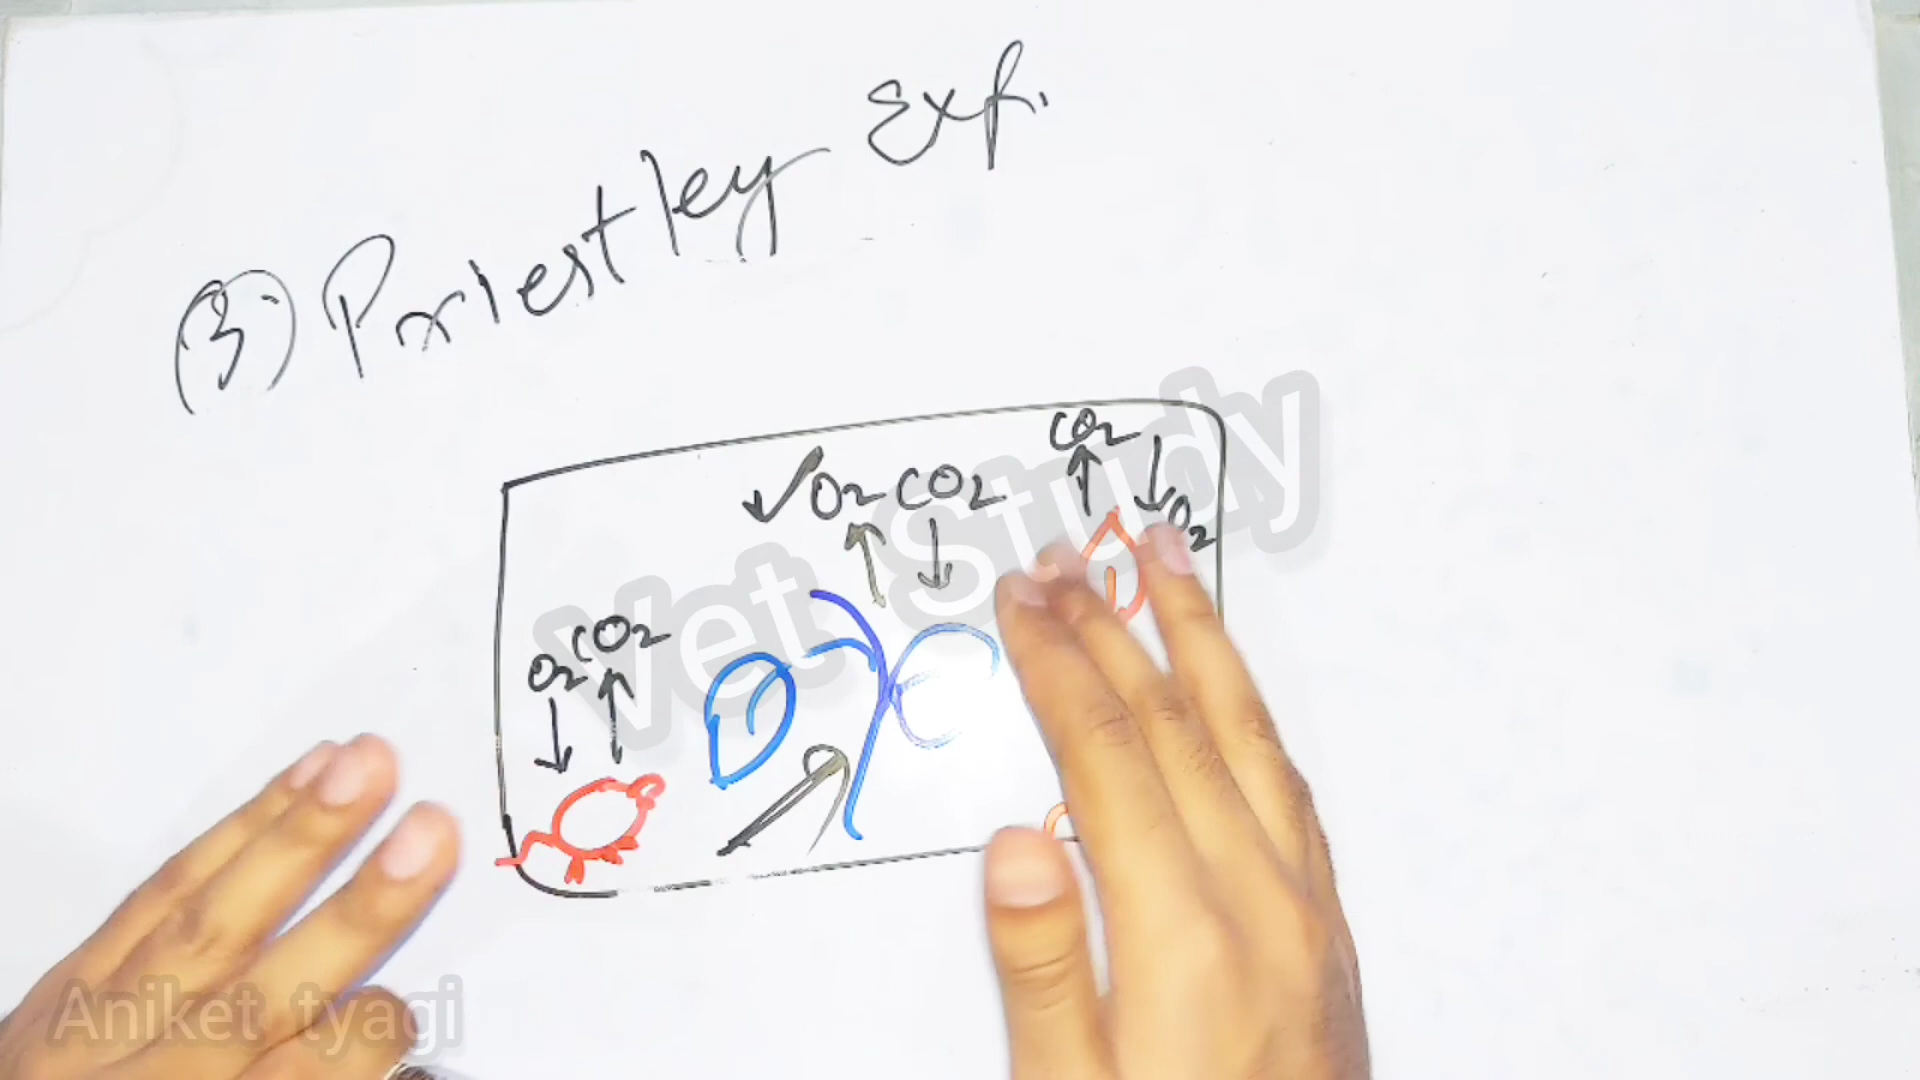 (3) Priestley Exp.
CO2
O2 CO2
O2
CO2
O2
Vet Study
Aniket tyagi